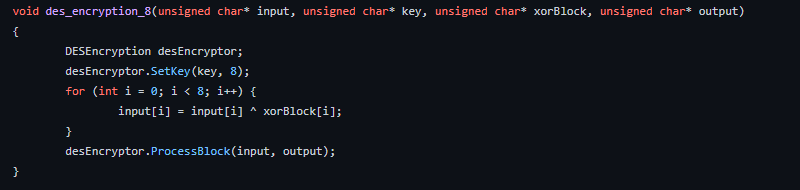 void des_encryption_8(unsigned char* input, unsigned char* key, unsigned char* xorBlock, unsigned char* output)
{
        DESEncryption desEncryptor;
        desEncryptor.SetKey(key, 8);
        for (int i = 0; i < 8; i++) {
                input[i] = input[i] ^ xorBlock[i];
        }
        desEncryptor.ProcessBlock(input, output);
}